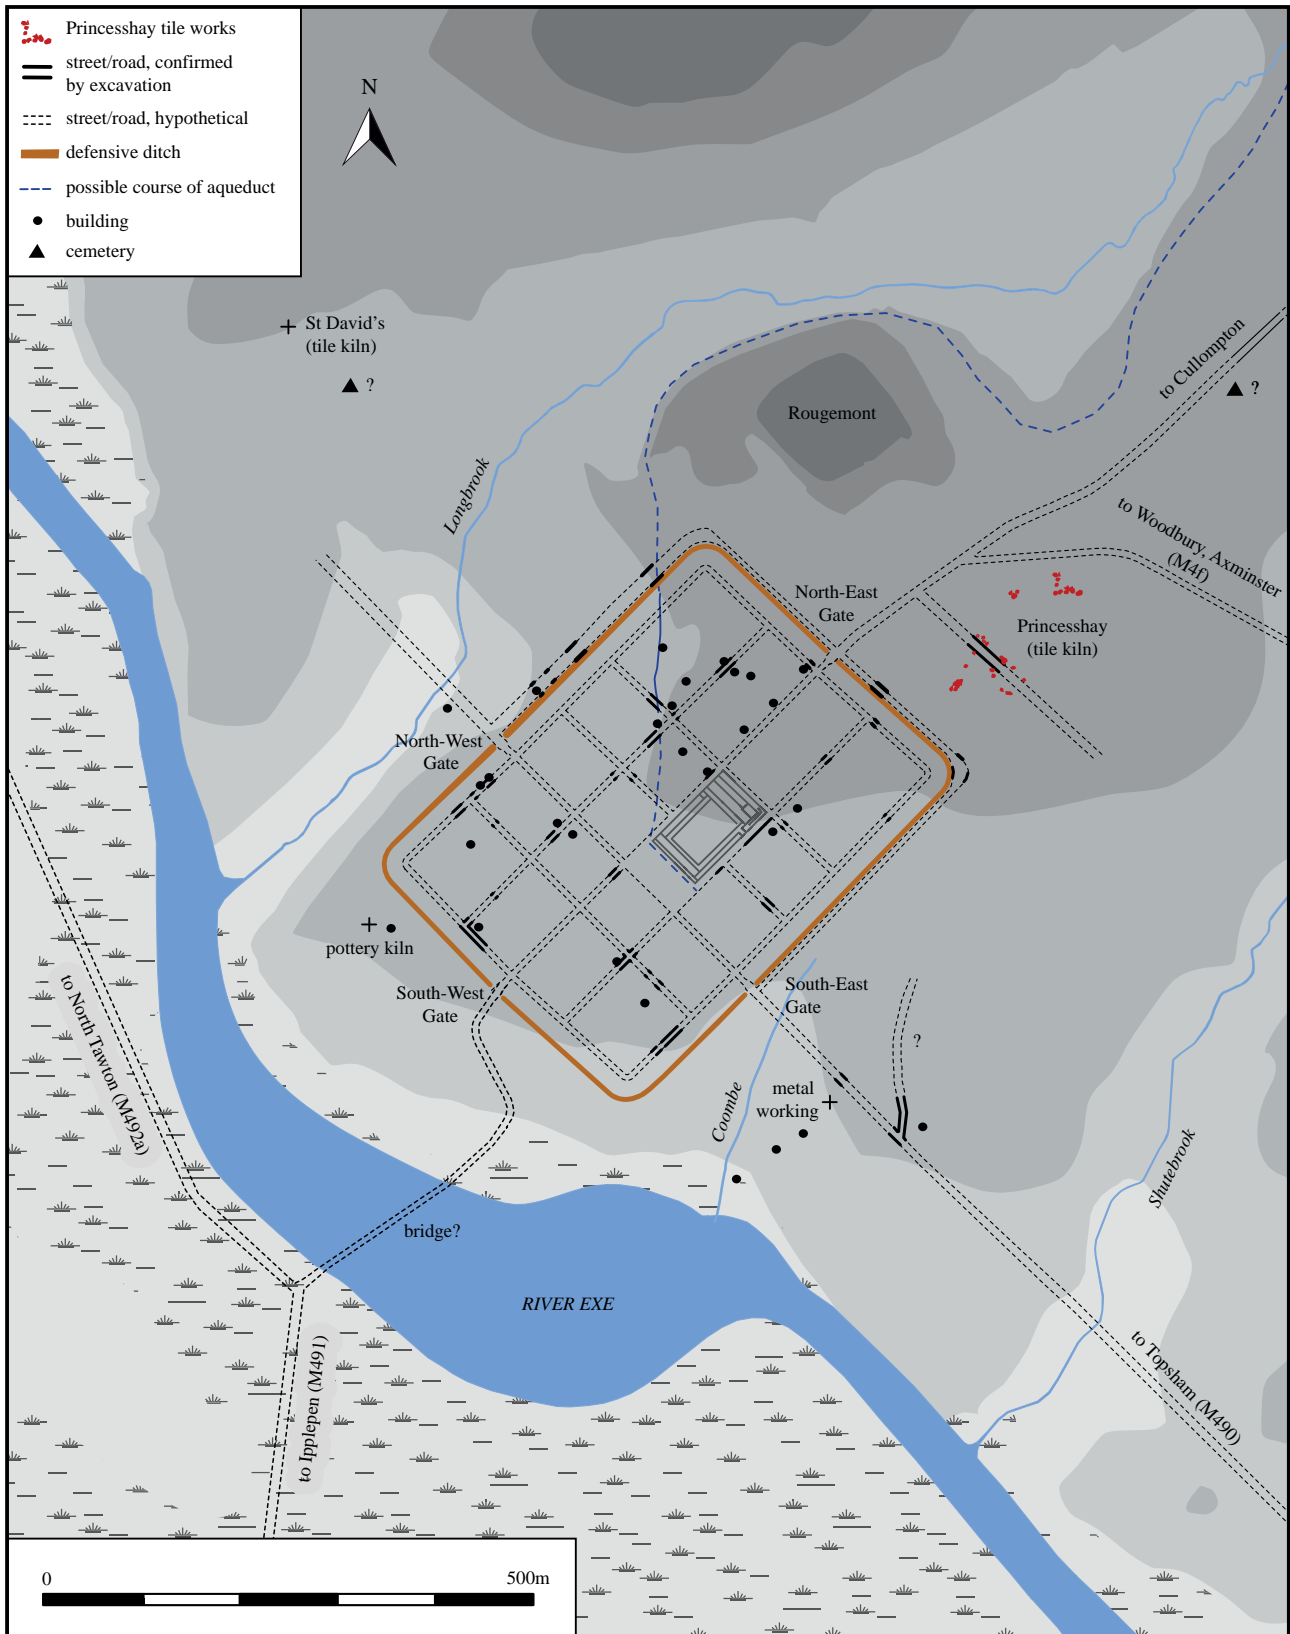 Princesshay tile works
street/road, confirmed
by excavation
street/road, hypothetical
defensive ditch
possible course of aqueduct
building
cemetery
N
St David's
(tile kiln)
?
to Cullompton
?
Rougemont
Longbrook
to Woodbury, Axminster
(M4f)
North-East
Gate
Princesshay
(tile kiln)
North-West
Gate
pottery kiln
South-West
Gate
South-East
Gate
?
to North Tawton (M492a)
metal
working
Coombe
Shutebrook
bridge?
RIVER EXE
to Ipplepen (M491)
to Topsham (M490)
0
500m